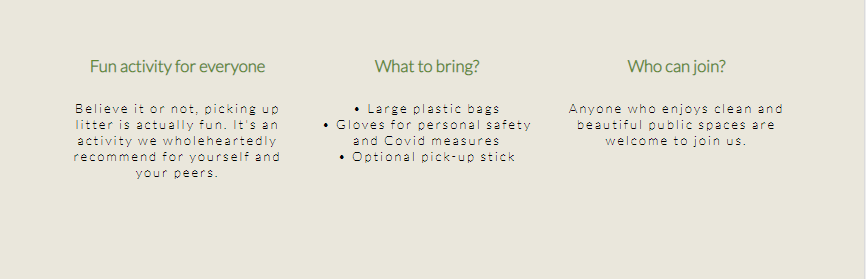 Fun activity for everyone
Believe it or not, picking up
litter is actually fun. It's an
activity we wholeheartedly
recommend for yourself and
your peers.
What to bring?
• Large plastic bags
• Gloves for personal safety
and Covid measures
• Optional pick-up stick
Who can join?
Anyone who enjoys clean and
beautiful public spaces are
welcome to join us.